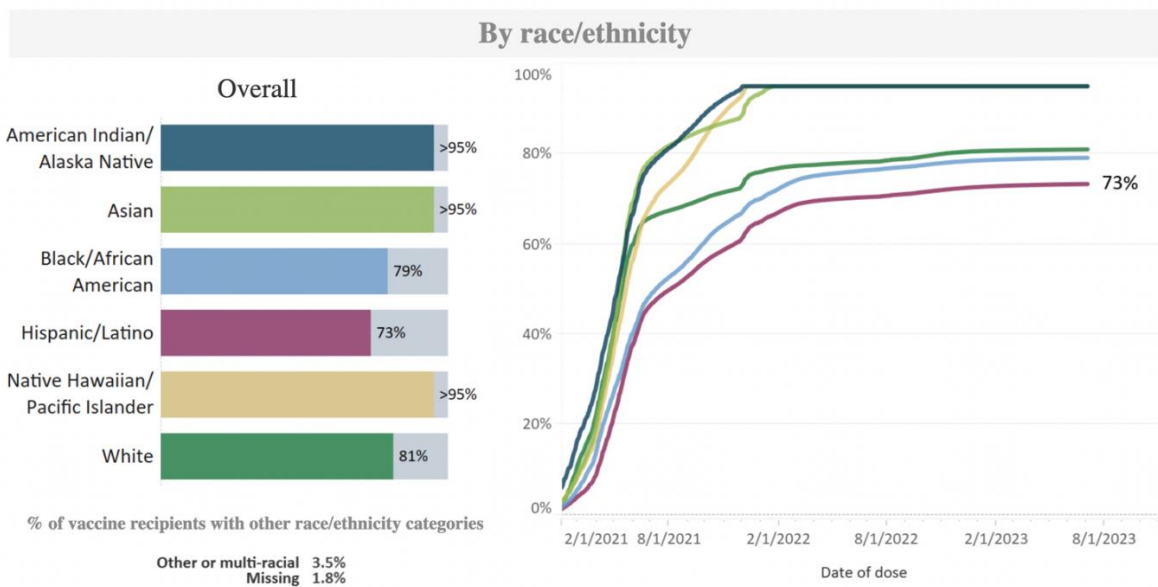 By race/ethnicity
Overall
American Indian/
Alaska Native
>95%
Asian
>95%
Black/African
American
79%
Hispanic/Latino
73%
Native Hawaiian/
Pacific Islander
>95%
White
81%
% of vaccine recipients with other race/ethnicity categories
Other or multi-racial 3.5%
Missing 1.8%
100%
80%
60%
40%
20%
0%
73%
2/1/2021 8/1/2021 2/1/2022 8/1/2022 2/1/2023 8/1/2023
Date of dose